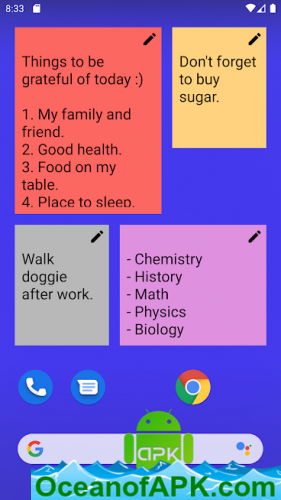 8:33
Things to be
grateful of today :)
1. My family and
friend.
2. Good health.
3. Food on my
table.
4. Place to sleep.
Don't forget
to buy
sugar.
Walk
doggie
after work.
- Chemistry
- History
- Math
- Physics
- Biology
G
APK
OceanofAPK.com